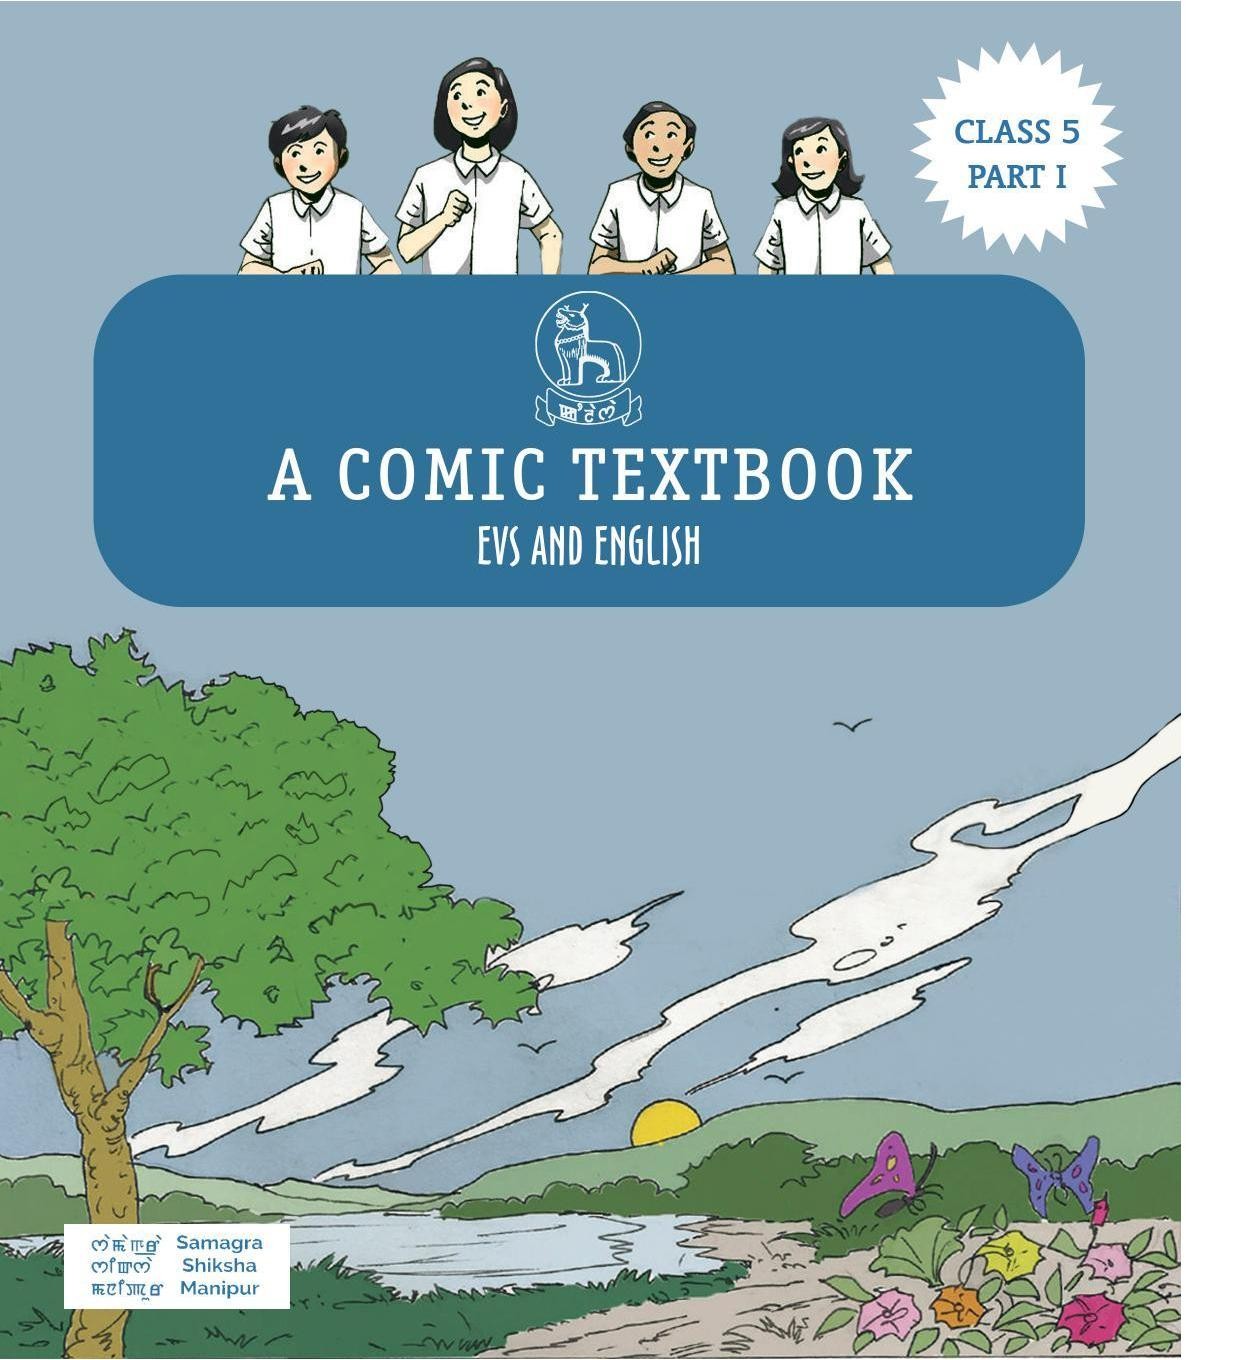 CLASS 5
PART I
A COMIC TEXTBOOK
EVS AND ENGLISH
Samagra
Shiksha
Manipur